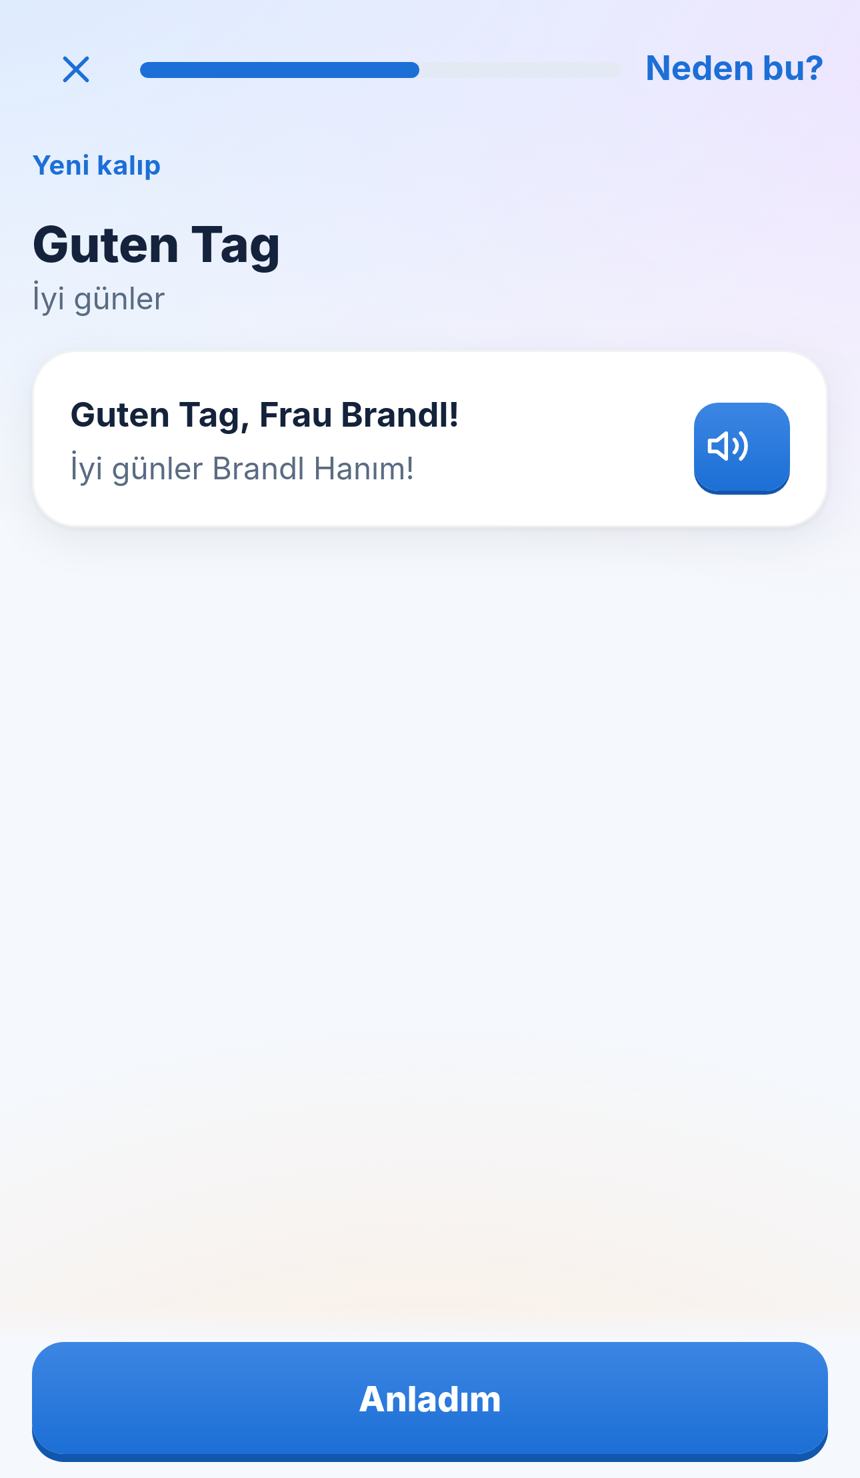 Neden bu?
Yeni kalıp
Guten Tag
İyi günler
Guten Tag, Frau Brandl!
İyi günler Brandl Hanım!
Anladım